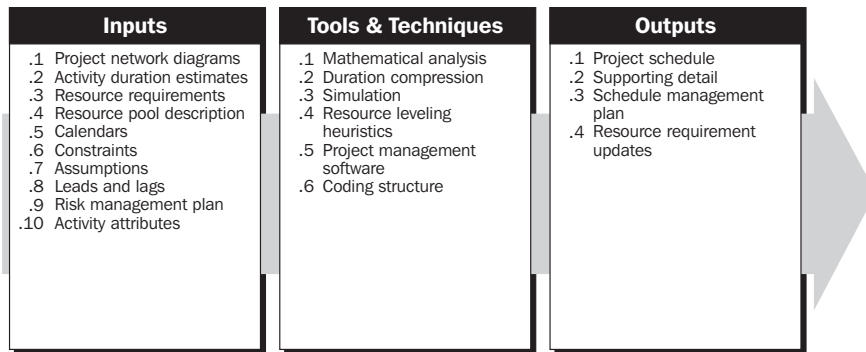 Inputs
.1 Project network diagrams
.2 Activity duration estimates
.3 Resource requirements
.4 Resource pool description
.5 Calendars
.6 Constraints
.7 Assumptions
.8 Leads and lags
.9 Risk management plan
.10 Activity attributes
Tools & Techniques
.1 Mathematical analysis
.2 Duration compression
.3 Simulation
.4 Resource leveling
heuristics
.5 Project management
software
.6 Coding structure
Outputs
.1 Project schedule
.2 Supporting detail
.3 Schedule management
plan
.4 Resource requirement
updates